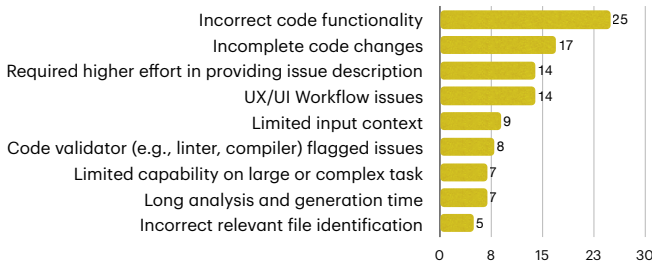 Incorrect code functionality 25
Incomplete code changes 17
Required higher effort in providing issue description 14
UX/UI Workflow issues 14
Limited input context 9
Code validator (e.g., linter, compiler) flagged issues 8
Limited capability on large or complex task 7
Long analysis and generation time 7
Incorrect relevant file identification 5
0 8 15 23 30